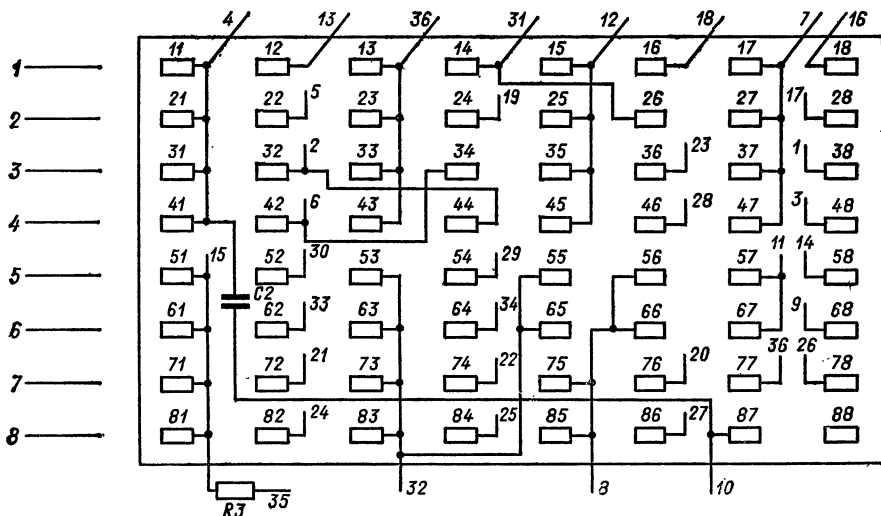 4 13 36 31 12 18 7 16
1 11 12 13 14 15 16 17 18
5 19 17
2 21 22 23 24 25 26 27 28
2 23 1
3 31 32 33 34 35 36 37 38
6 28 3
4 41 42 43 44 45 46 47 48
15 30 29 11 14
5 51 52 53 54 55 56 57 58
C2
33 34 9
6 61 62 63 64 65 66 67 68
21 22 20 36 26
7 71 72 73 74 75 76 77 78
24 25 27
8 81 82 83 84 85 86 87 88
R3 35 32 8 10